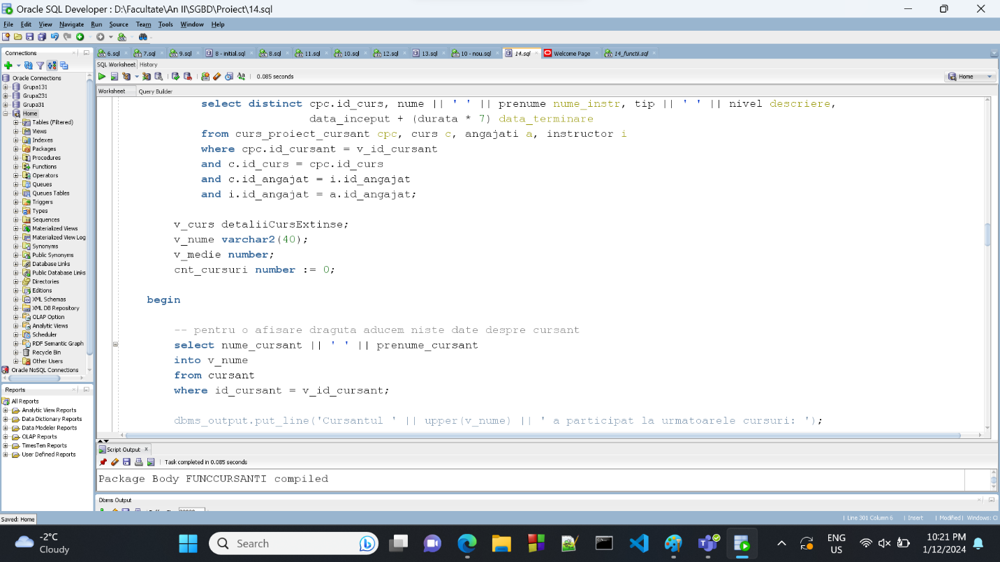 Oracle SQL Developer : D:\Facultate\An II\SGBD\Proiect\14.sql
File Edit View Navigate Run Source Team Tools Window Help
Connections
6.sql 7.sql 9.sql 8 - initial.sql 8.sql 11.sql 10.sql 12.sql 13.sql 10 - nou.sql 14.sql Welcome Page 14_functii.sql
SQL Worksheet History
0.085 seconds
Home
Worksheet Query Builder
Oracle Connections
Grupa131
Grupa231
Grupa31
Home
Tables (Filtered)
Views
Indexes
Packages
Procedures
Functions
Operators
Queues
Queues Tables
Triggers
Types
Sequences
Materialized Views
Materialized View Log
Synonyms
Public Synonyms
Database Links
Public Database Links
Directories
Editions
XML Schemas
XML DB Repository
OLAP Option
Analytic Views
Scheduler
RDF Semantic Graph
Recycle Bin
Other Users
Oracle NoSQL Connections
select distinct cpc.id_curs, nume || ' ' || prenume nume_instr, tip || ' ' || nivel descriere,
data_inceput + (durata * 7) data_terminare
from curs_proiect_cursant cpc, curs c, angajati a, instructor i
where cpc.id_cursant = v_id_cursant
and c.id_curs = cpc.id_curs
and c.id_angajat = i.id_angajat
and i.id_angajat = a.id_angajat;
v_curs detaliiCursExtinse;
v_nume varchar2(40);
v_medie number;
cnt_cursuri number := 0;
begin
-- pentru o afisare draguta aducem niste date despre cursant
select nume_cursant || ' ' || prenume_cursant
into v_nume
from cursant
where id_cursant = v_id_cursant;
dbms_output.put_line('Cursantul ' || upper(v_nume) || ' a participat la urmatoarele cursuri: ');
Reports
All Reports
Analytic View Reports
Data Dictionary Reports
Data Modeler Reports
OLAP Reports
TimesTen Reports
User Defined Reports
Script Output
Task completed in 0.085 seconds
Package Body FUNCCURSANTI compiled
Dbms Output
Saved: Home
Line 301 Column 6 | Insert | Modified | Windows: C
-2°C
Cloudy
Search
ENG
US
10:21 PM
1/12/2024